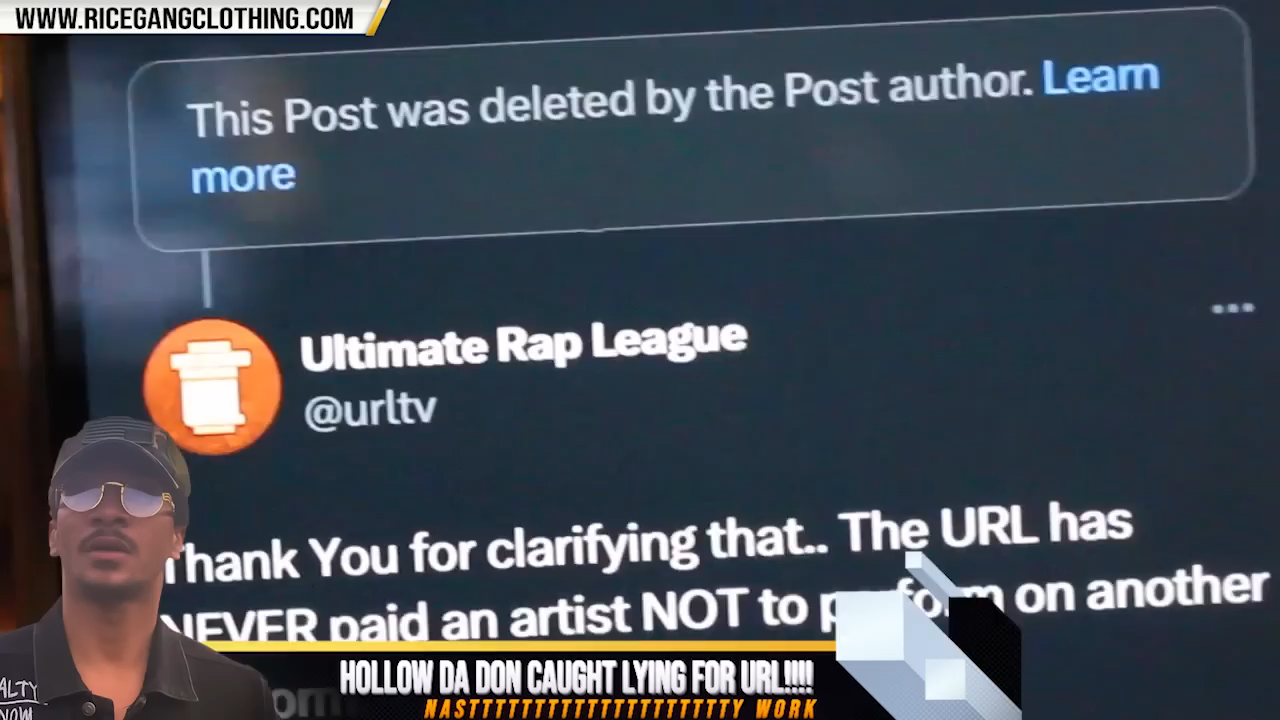 WWW.RICEGANGCLOTHING.COM
This Post was deleted by the Post author. Learn
more
Ultimate Rap League
@urltv
Thank You for clarifying that.. The URL has
NEVER paid an artist NOT to perform on another
HOLLOW DA DON CAUGHT LYING FOR URL!!!!
NASTTTTTTTTTTTTTTTTTTTTTY WORK